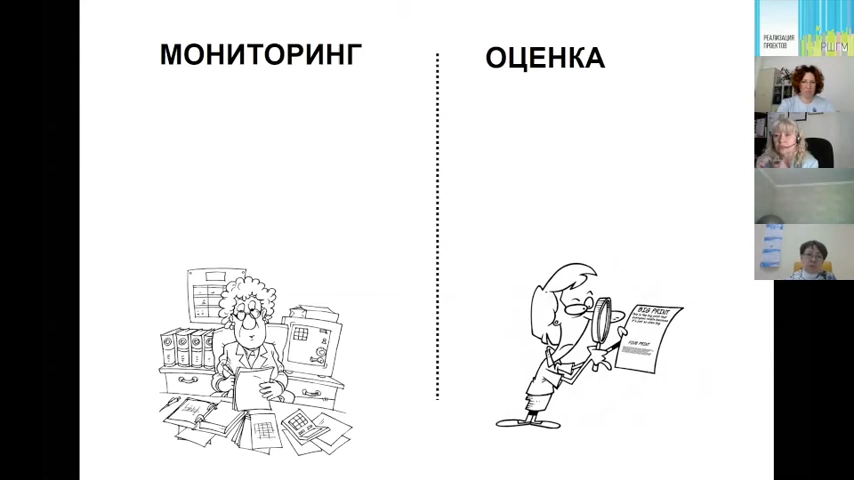 МОНИТОРИНГ
ОЦЕНКА
РЕАЛИЗАЦИЯ
ПРОЕКТОВ
РШГМ
BIG PRINT
FINE PRINT